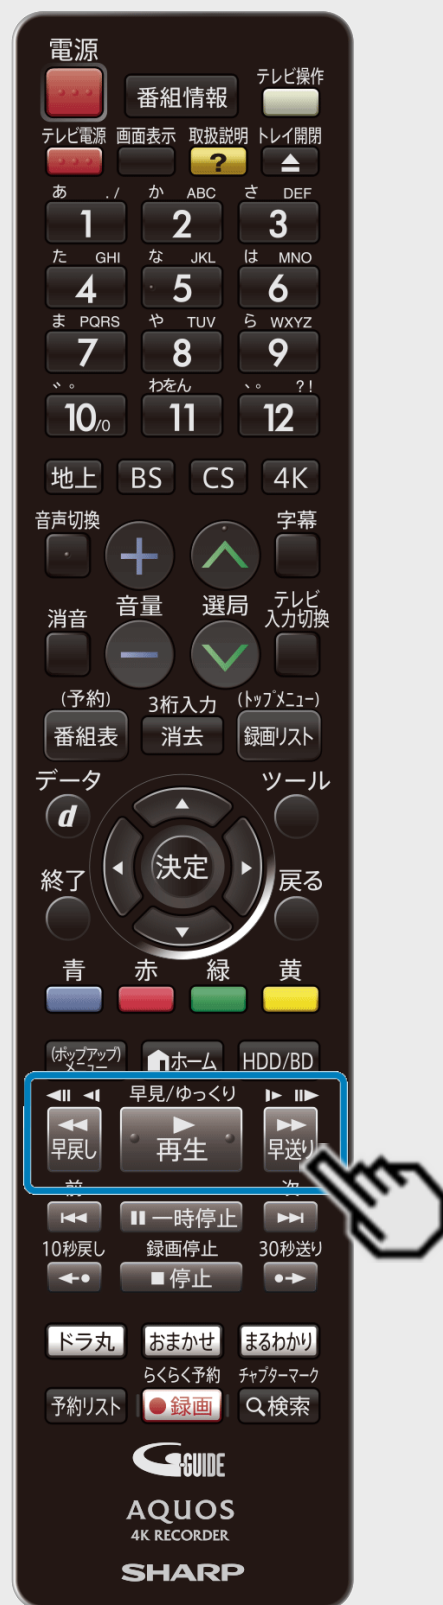 電源
番組情報
テレビ操作
テレビ電源 画面表示 取扱説明 トレイ開閉
?
あ ./ か ABC さ DEF
1 2 3
た GHI な JKL は MNO
4 5 6
ま PQRS や TUV ら WXYZ
7 8 9
゛゜ わをん 、。 ?!
10/0 11 12
地上 BS CS 4K
音声切換 字幕
+
消音 音量 選局 テレビ
入力切換
−
(予約) 3桁入力 (トップメニュー)
番組表 消去 録画リスト
データ ツール
d
決定
終了 戻る
青 赤 緑 黄
(ポップアップ)
メニュー ホーム HDD/BD
早見/ゆっくり
早戻し 再生 早送り
前 次
一時停止
10秒戻し 録画停止 30秒送り
停止
ドラ丸 おまかせ まるわかり
らくらく予約 チャプターマーク
予約リスト 録画 検索
G-GUIDE
AQUOS
4K RECORDER
SHARP